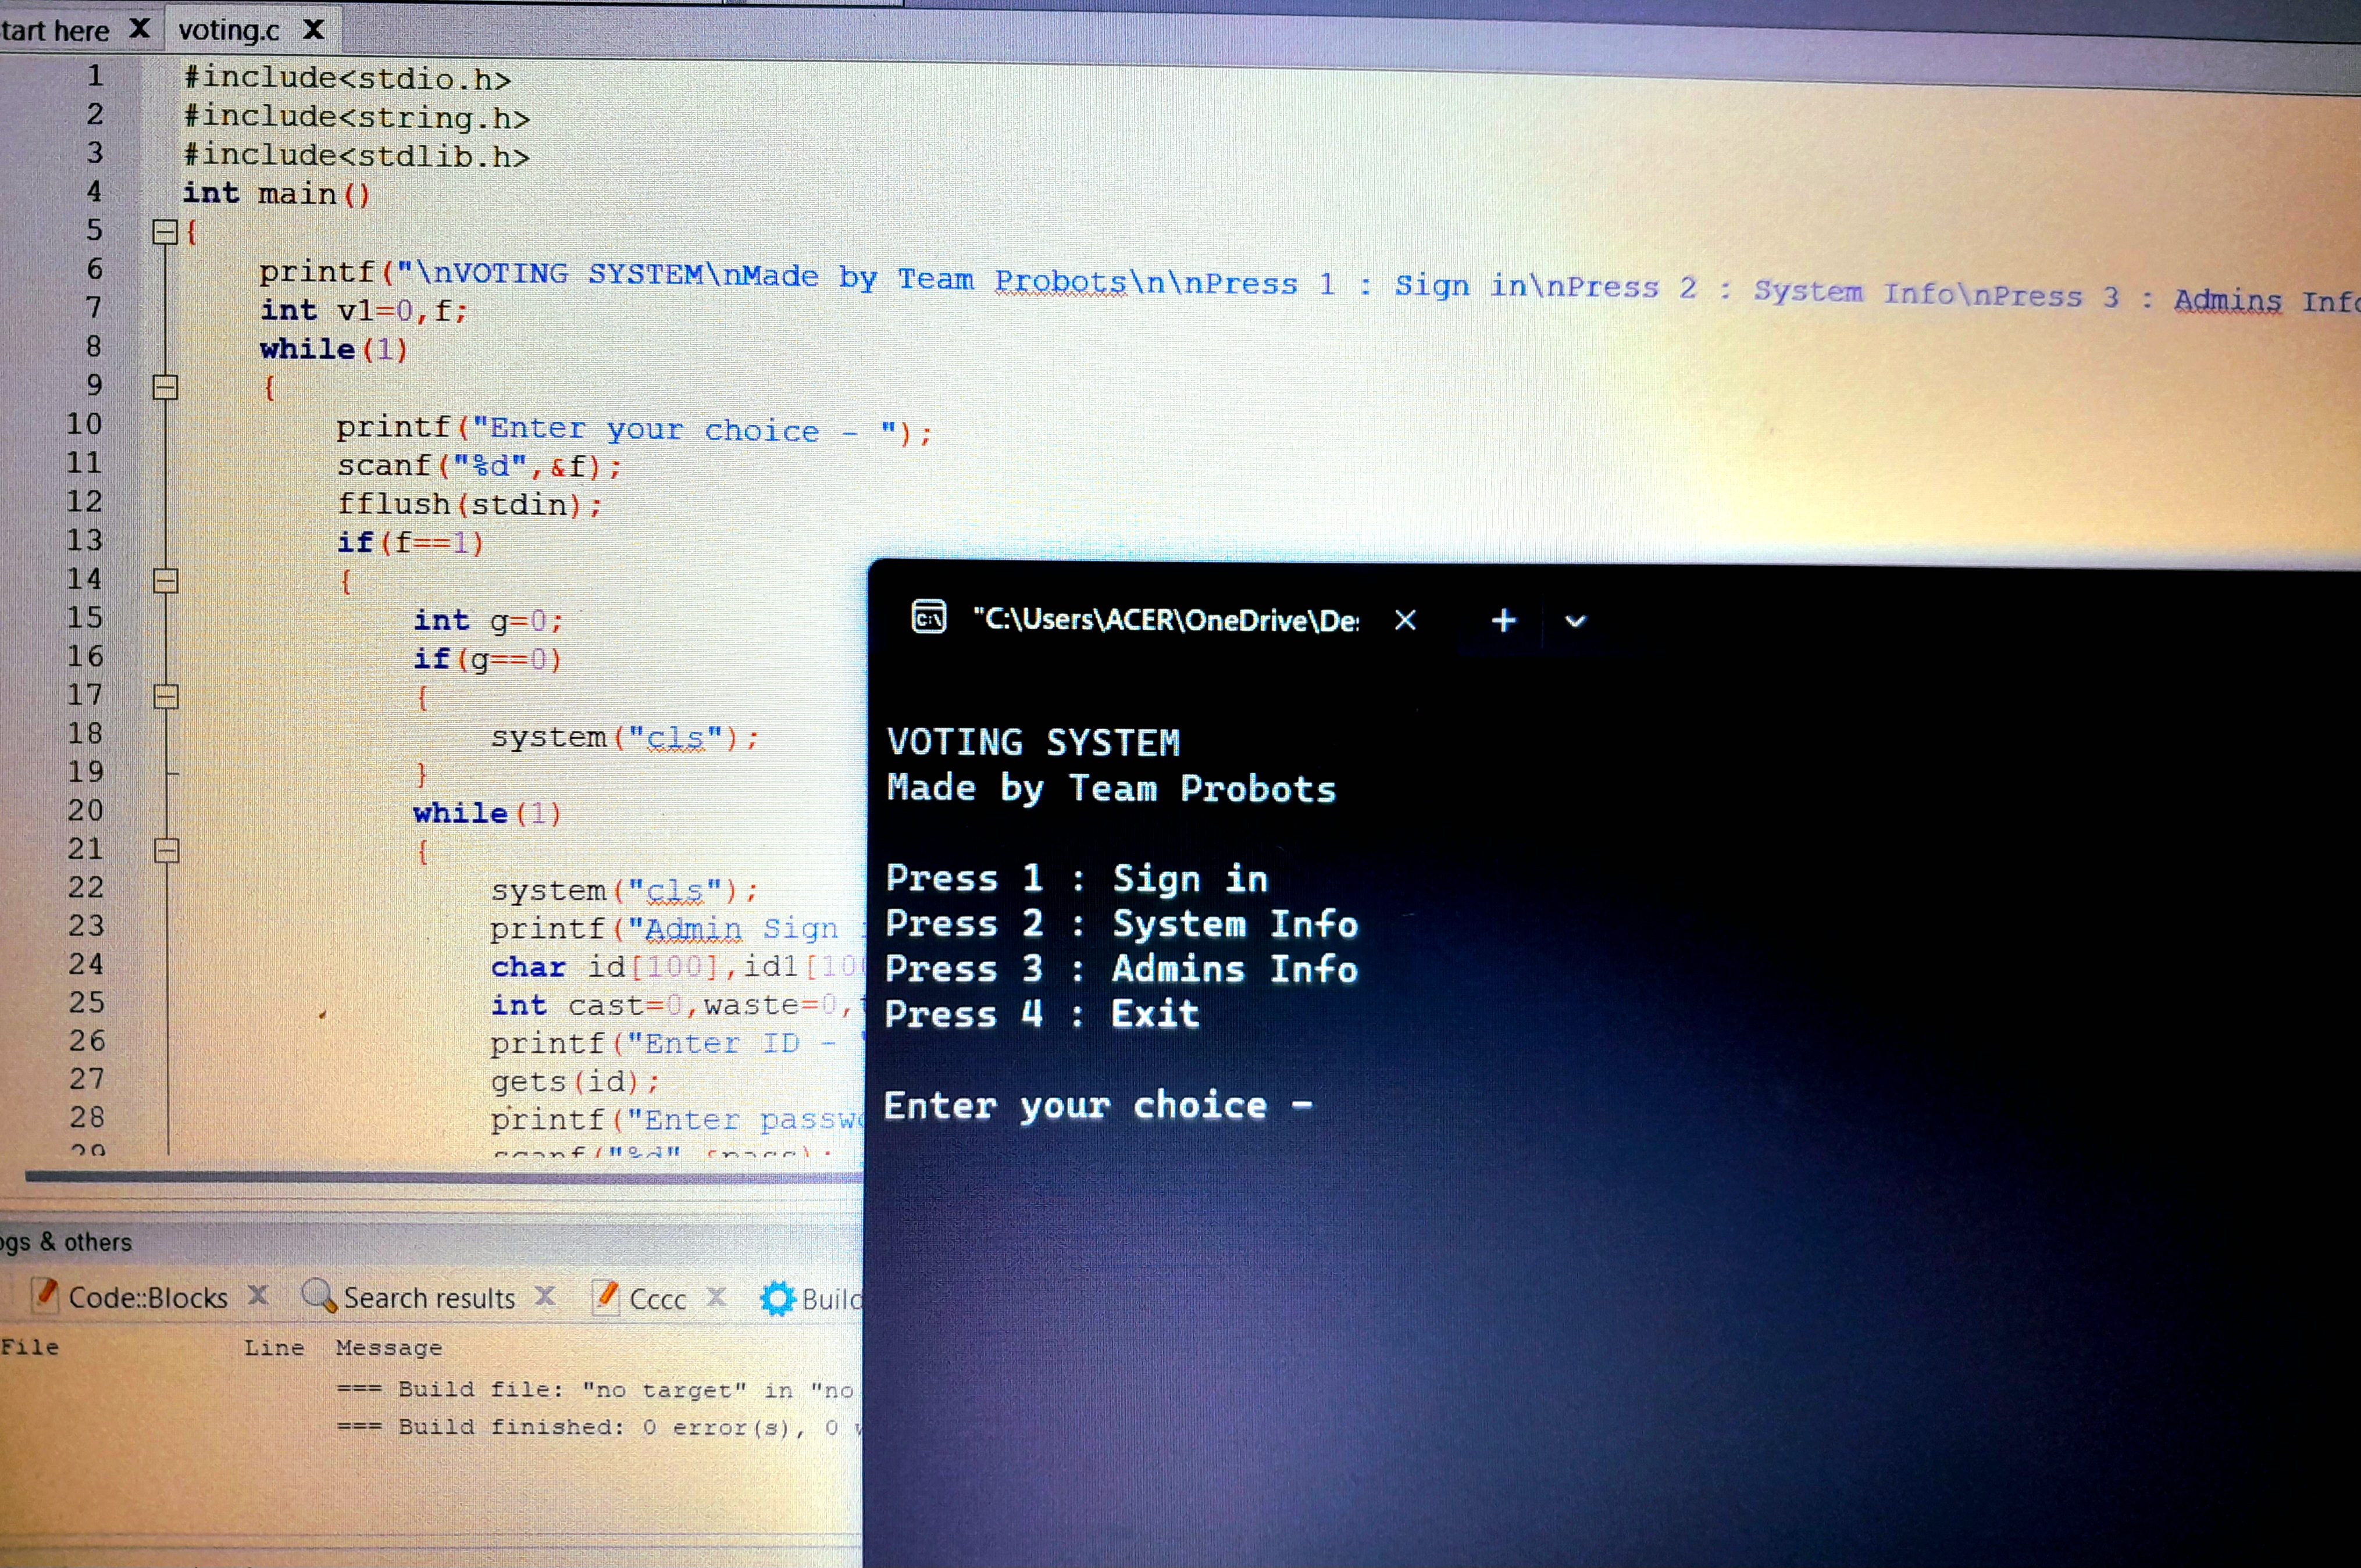 tart here X voting.c X
1 #include<stdio.h>
2 #include<string.h>
3 #include<stdlib.h>
4 int main()
5 {
6 printf("\nVOTING SYSTEM\nMade by Team Probots\n\nPress 1 : Sign in\nPress 2 : System Info\nPress 3 : Admins Info
7 int v1=0,f;
8 while(1)
9 {
10 printf("Enter your choice - ");
11 scanf("%d",&f);
12 fflush(stdin);
13 if(f==1)
14 {
15 int g=0;
16 if(g==0)
17 {
18 system("cls");
19 }
20 while(1)
21 {
22 system("cls");
23 printf("Admin Sign
24 char id[100],id1[10
25 int cast=0,waste=0,
26 printf("Enter ID -
27 gets(id);
28 printf("Enter passw
29
ogs & others
Code::Blocks X Search results X Cccc X Build
File Line Message
=== Build file: "no target" in "no
=== Build finished: 0 error(s), 0
"C:\Users\ACER\OneDrive\De
VOTING SYSTEM
Made by Team Probots
Press 1 : Sign in
Press 2 : System Info
Press 3 : Admins Info
Press 4 : Exit
Enter your choice -